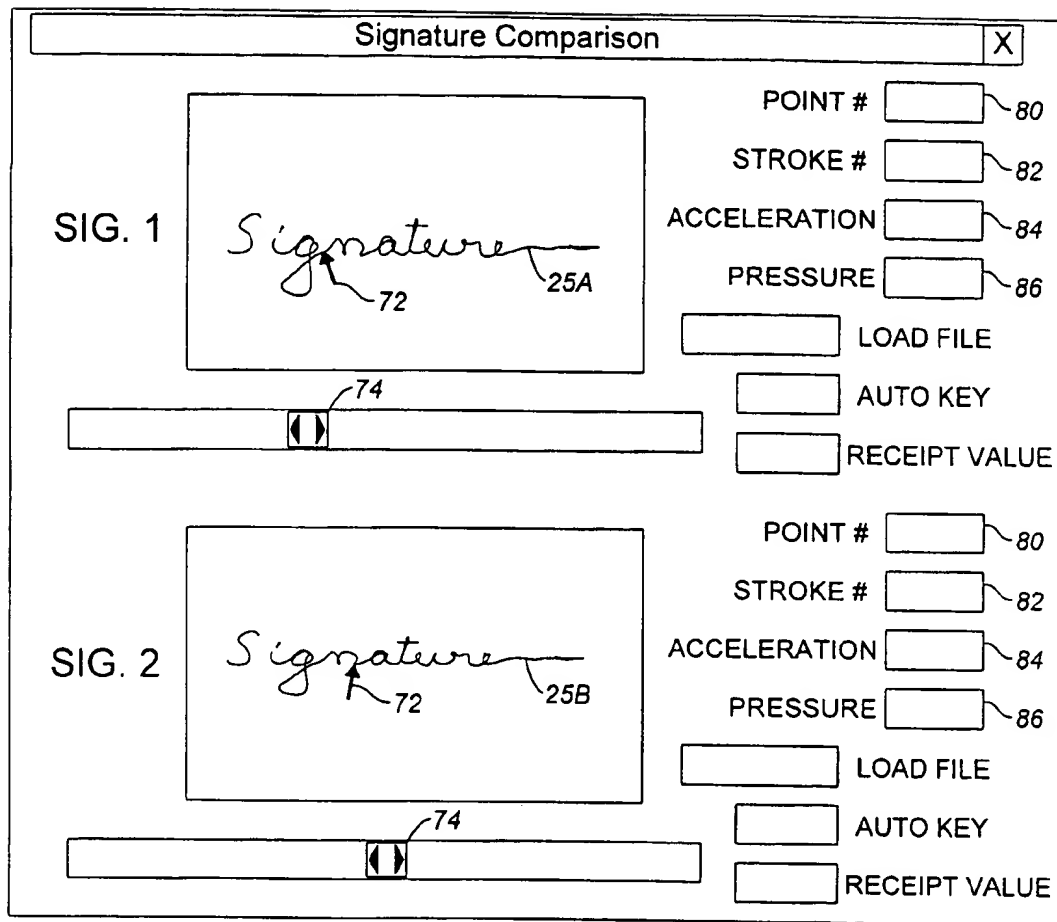 Signature Comparison X
POINT # 80
STROKE # 82
SIG. 1
Signature
ACCELERATION 84
25A
72
PRESSURE 86
LOAD FILE
74
AUTO KEY
RECEIPT VALUE
POINT # 80
STROKE # 82
SIG. 2
Signature
ACCELERATION 84
25B
72
PRESSURE 86
LOAD FILE
74
AUTO KEY
RECEIPT VALUE